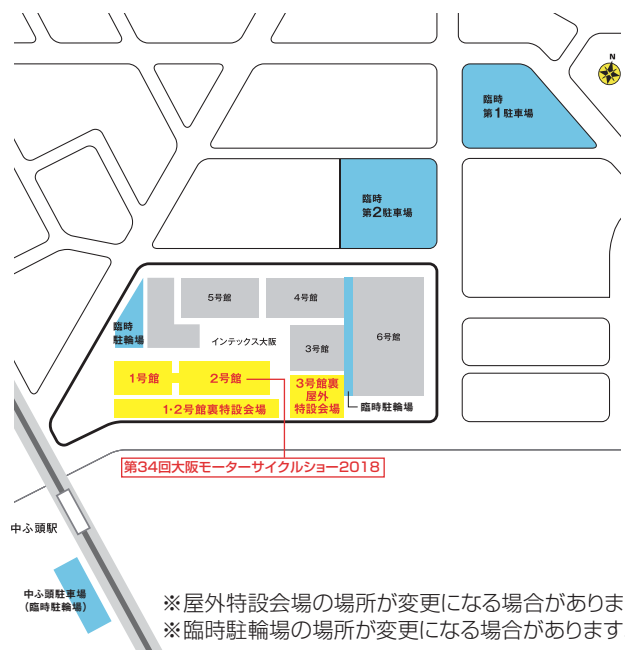 N
臨時
第1駐車場
臨時
第2駐車場
5号館
4号館
臨時
駐輪場
インテックス大阪
3号館
6号館
1号館
2号館
3号館裏
屋外
特設会場
1・2号館裏特設会場
臨時駐輪場
第34回大阪モーターサイクルショー2018
中ふ頭駅
中ふ頭駐車場
(臨時駐輪場)
※屋外特設会場の場所が変更になる場合がありま
※臨時駐輪場の場所が変更になる場合があります